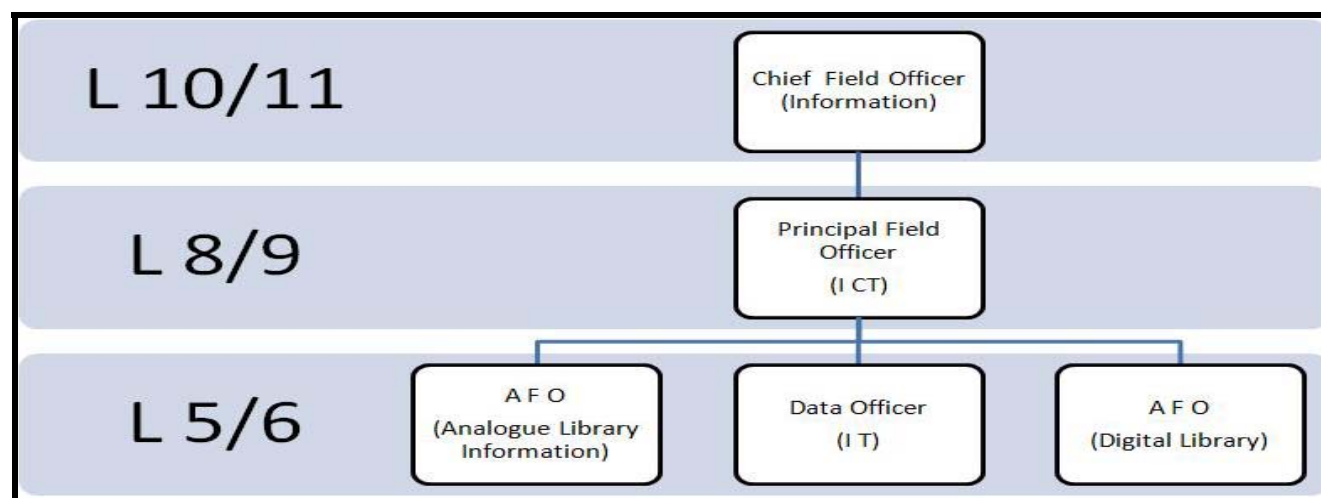 L 10/11
Chief Field Officer
(Information)
L 8/9
Principal Field
Officer
(I CT)
L 5/6
A F O
(Analogue Library
Information)
Data Officer
(I T)
A F O
(Digital Library)